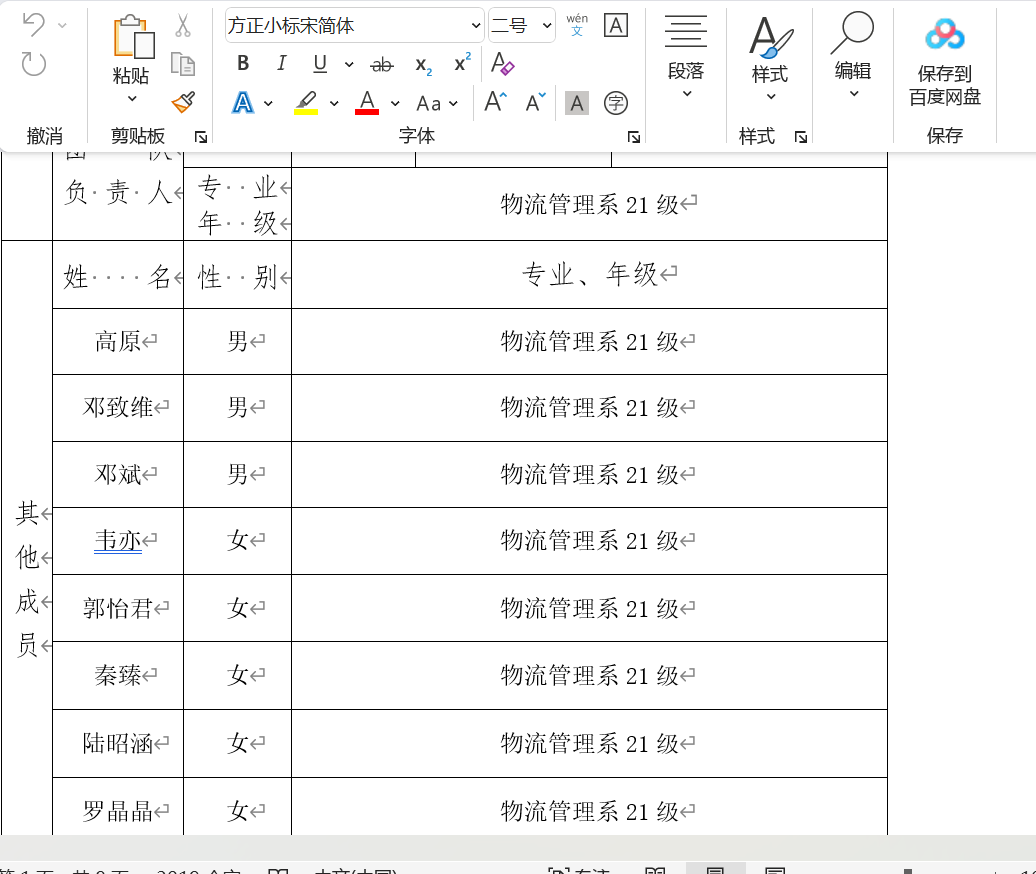 方正小标宋简体 二号 wén 文 A
粘贴 B I U ab x₂ x² A 段落 样式 编辑 保存到 百度网盘
A A Aa A A A 字
撤消 剪贴板 字体 样式 保存
负 责 人
专 业
年 级
物流管理系 21 级
姓 名 性 别 专业、年级
高原 男 物流管理系 21 级
邓致维 男 物流管理系 21 级
邓斌 男 物流管理系 21 级
其他成员
韦亦 女 物流管理系 21 级
郭怡君 女 物流管理系 21 级
秦臻 女 物流管理系 21 级
陆昭涵 女 物流管理系 21 级
罗晶晶 女 物流管理系 21 级